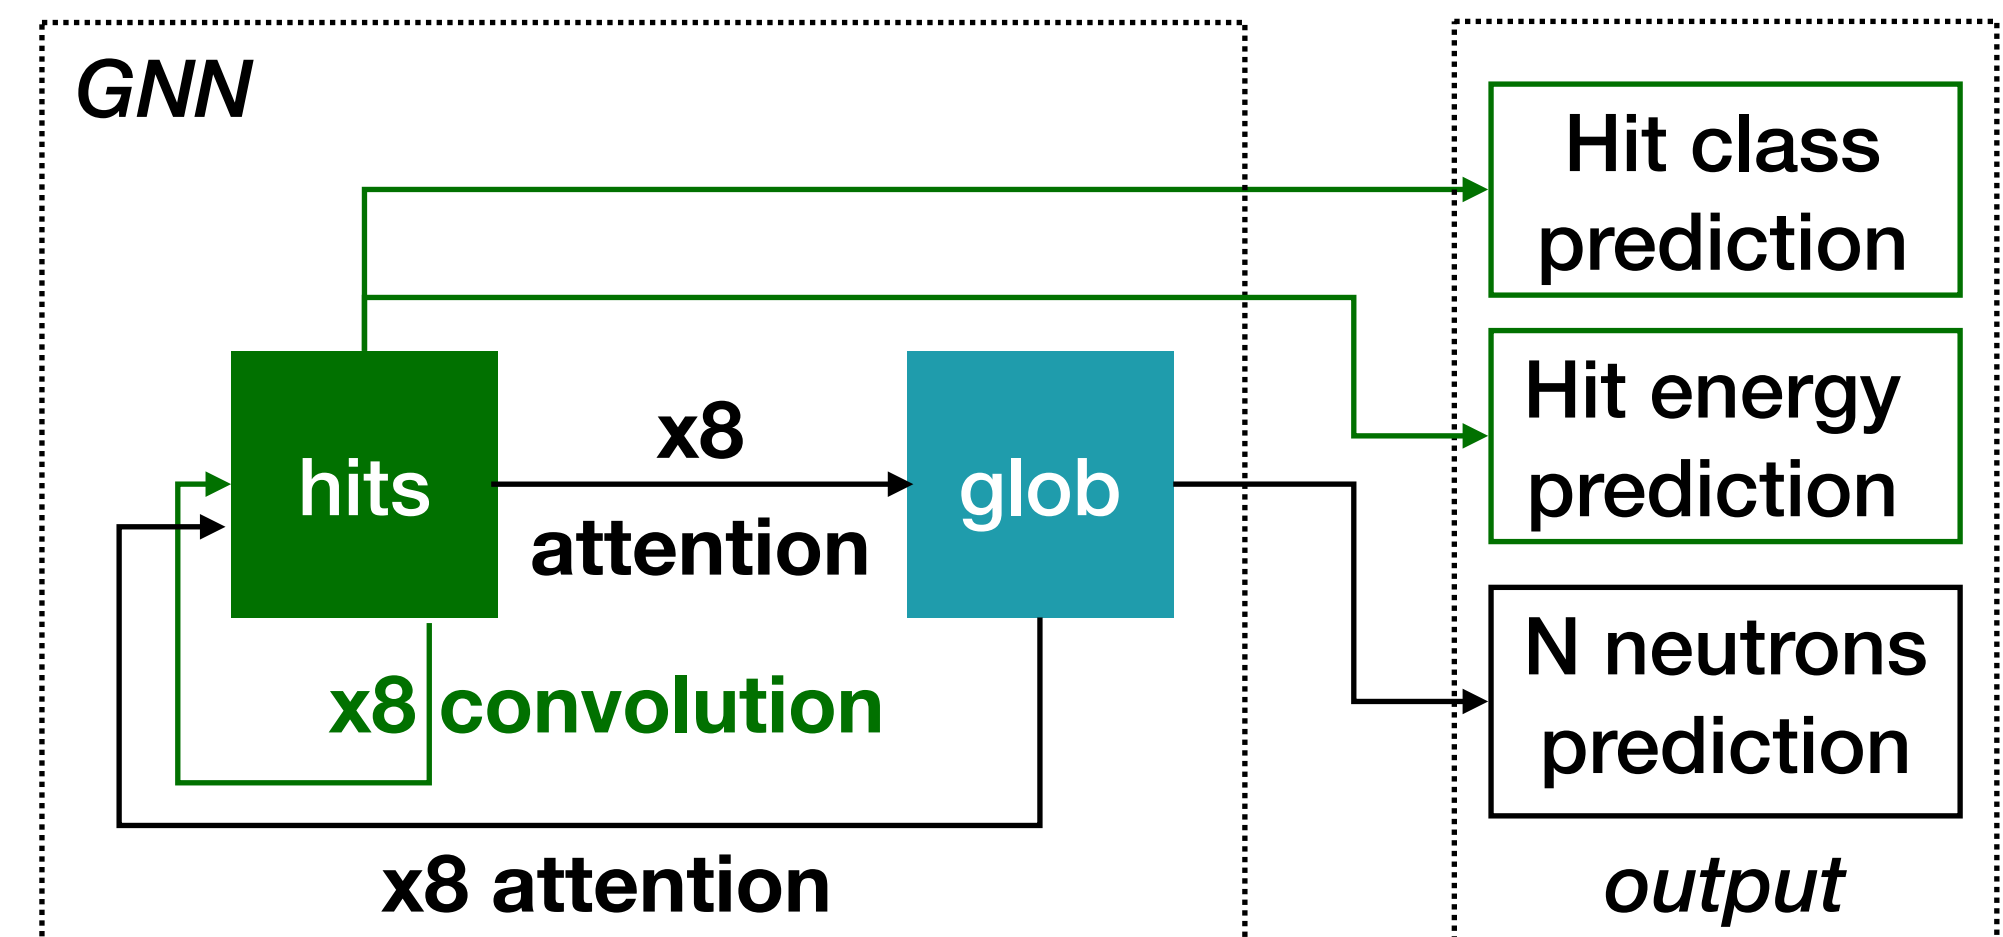 GNN
Hit class
prediction
Hit energy
prediction
x8
hits
glob
attention
N neutrons
prediction
x8 convolution
x8 attention
output